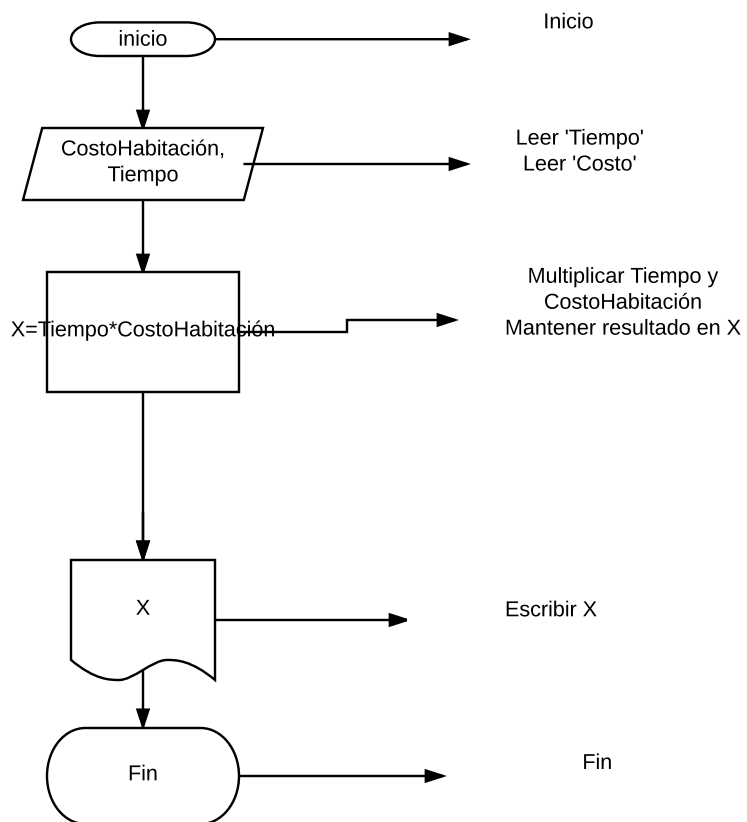 inicio
Inicio
CostoHabitación,
Tiempo
Leer 'Tiempo'
Leer 'Costo'
X=Tiempo*CostoHabitación
Multiplicar Tiempo y
CostoHabitación
Mantener resultado en X
X
Escribir X
Fin
Fin